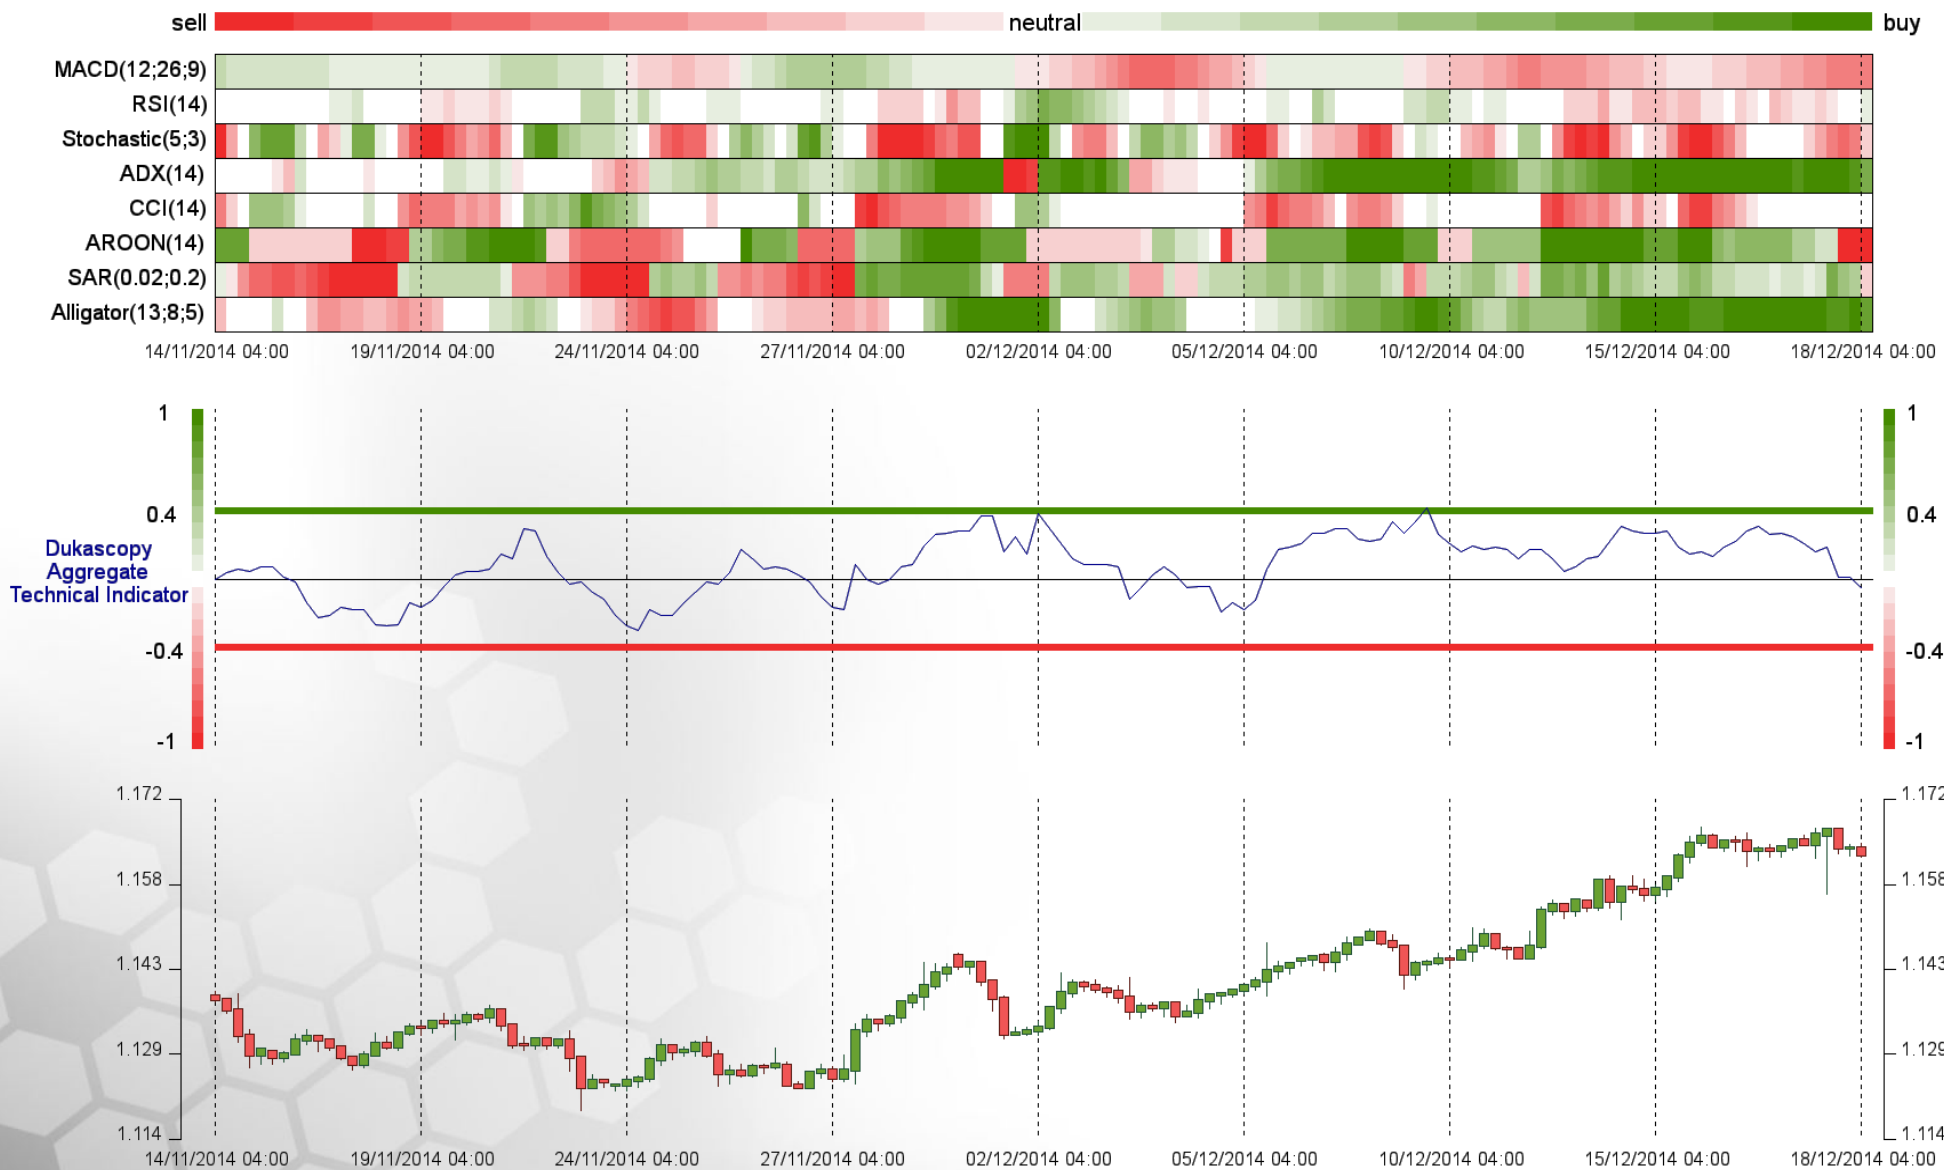 sell neutral buy
MACD(12;26;9)
RSI(14)
Stochastic(5;3)
ADX(14)
CCI(14)
AROON(14)
SAR(0.02;0.2)
Alligator(13;8;5)
14/11/2014 04:00 19/11/2014 04:00 24/11/2014 04:00 27/11/2014 04:00 02/12/2014 04:00 05/12/2014 04:00 10/12/2014 04:00 15/12/2014 04:00 18/12/2014 04:00
1 1
0.4 0.4
Dukascopy
Aggregate
Technical Indicator
-0.4 -0.4
-1 -1
1.172 1.172
1.158 1.158
1.143 1.143
1.129 1.129
1.114 1.114
14/11/2014 04:00 19/11/2014 04:00 24/11/2014 04:00 27/11/2014 04:00 02/12/2014 04:00 05/12/2014 04:00 10/12/2014 04:00 15/12/2014 04:00 18/12/2014 04:00